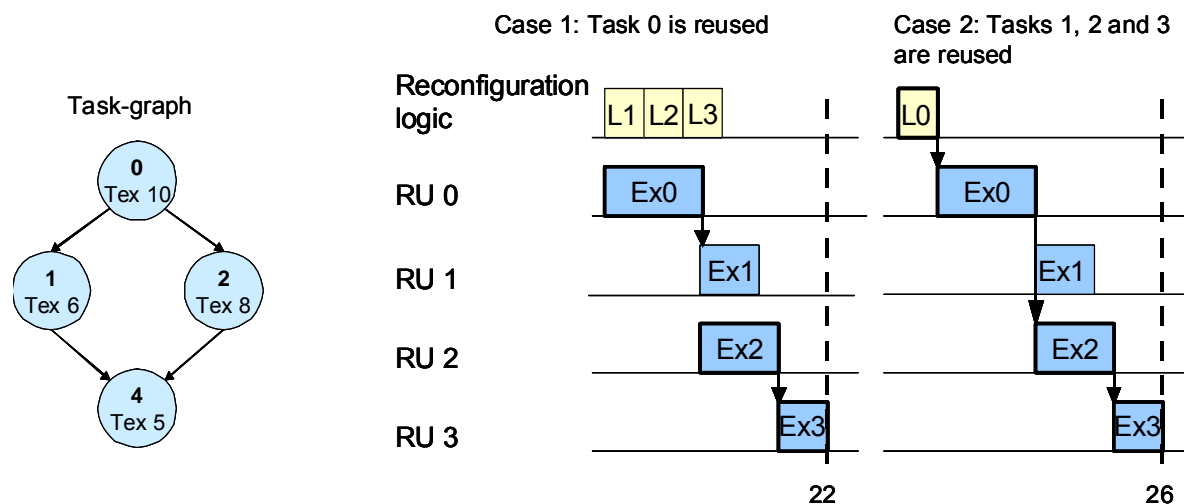 Case 1: Task 0 is reused
Case 2: Tasks 1, 2 and 3
are reused
Task-graph
0
Tex 10
1
Tex 6
2
Tex 8
4
Tex 5
Reconfiguration
logic
RU 0
RU 1
RU 2
RU 3
L1 L2 L3
Ex0
Ex1
Ex2
Ex3
22
L0
Ex0
Ex1
Ex2
Ex3
26